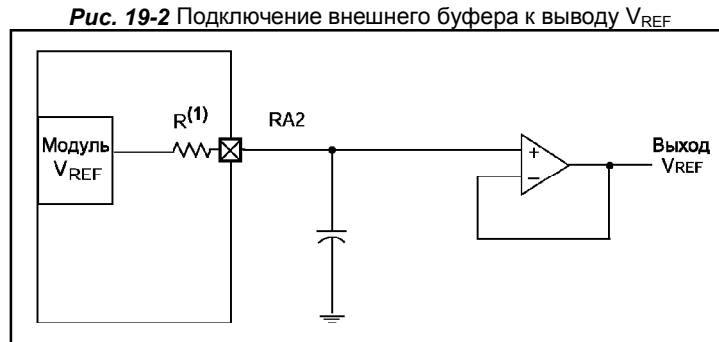 Рис. 19-2 Подключение внешнего буфера к выводу VREF
Модуль
VREF
R(1)
RA2
+
−
Выход
VREF